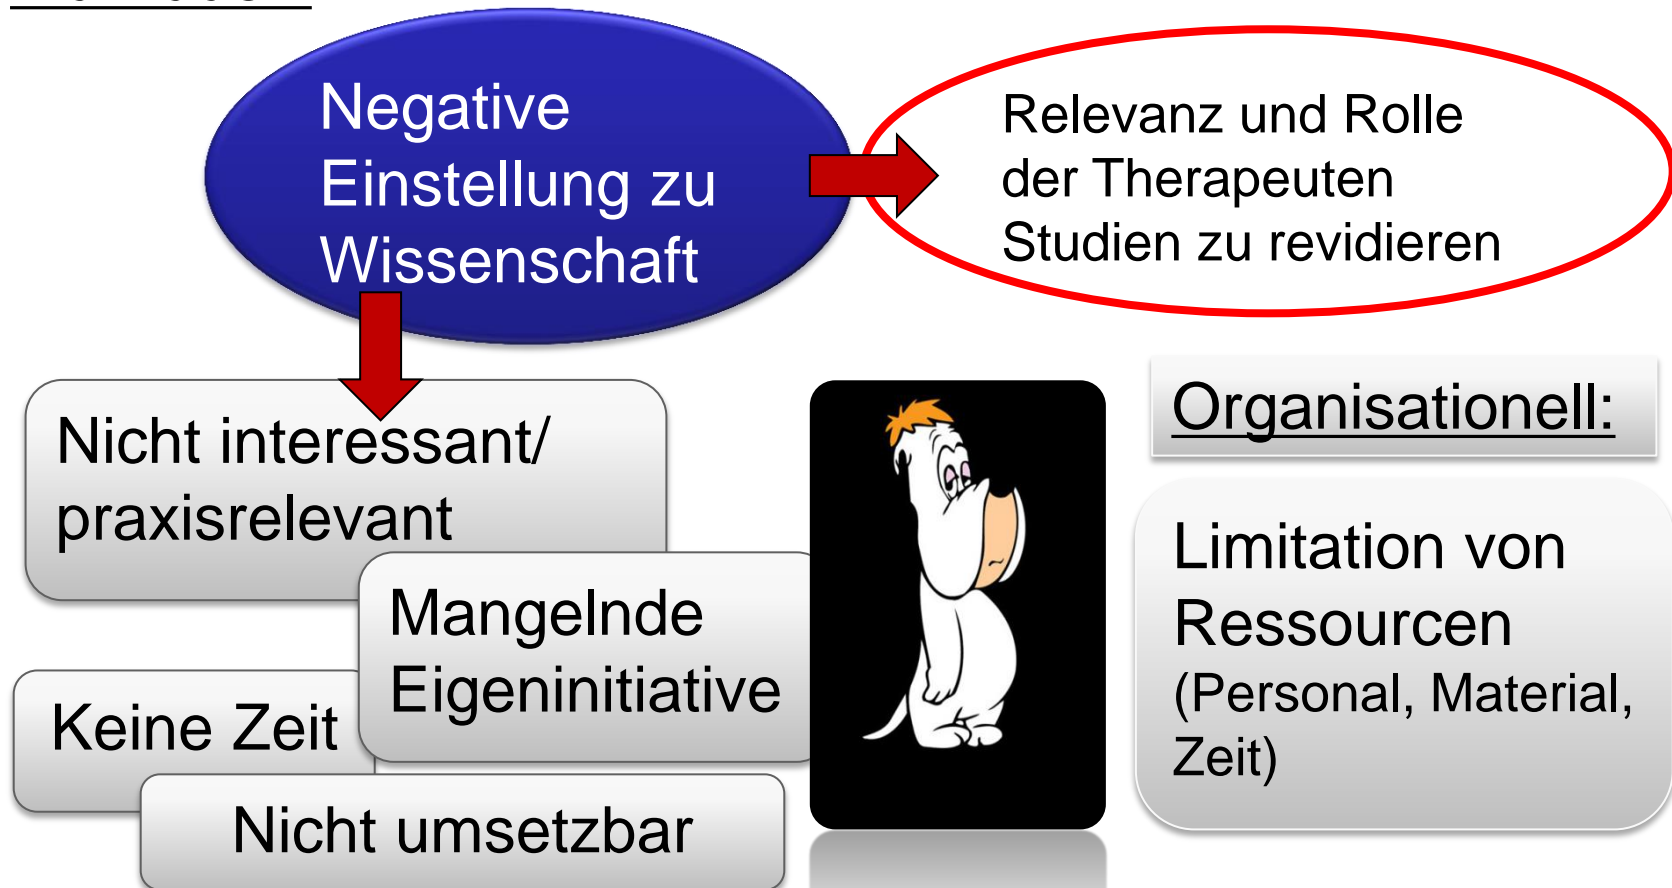 Negative
Einstellung zu
Wissenschaft
Relevanz und Rolle
der Therapeuten
Studien zu revidieren
Nicht interessant/
praxisrelevant
Mangelnde
Eigeninitiative
Keine Zeit
Nicht umsetzbar
Organisationell:
Limitation von
Ressourcen
(Personal, Material,
Zeit)